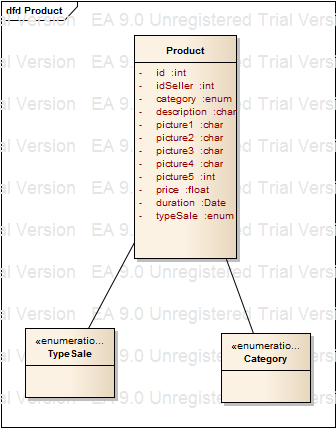 dfd Product
Product
- id :int
- idSeller :int
- category :enum
- description :char
- picture1 :char
- picture2 :char
- picture3 :char
- picture4 :char
- picture5 :int
- price :float
- duration :Date
- typeSale :enum
«enumeratio...
TypeSale
«enumeratio...
Category
EA 9.0 Unregistered Trial Version